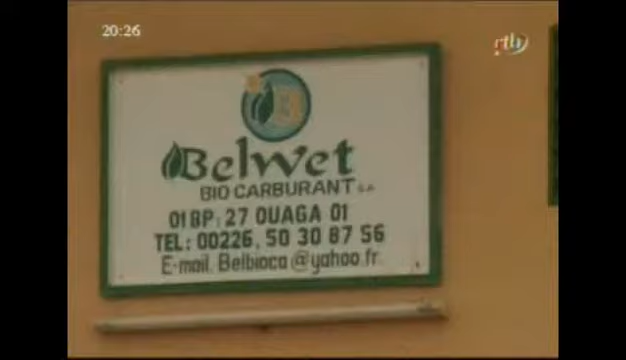 20:26
rtb
Belwet
BIO CARBURANT S.A
01 BP: 27 OUAGA 01
TEL: 00226. 50 30 87 56
E-mail. Belbioca@yahoo.fr.